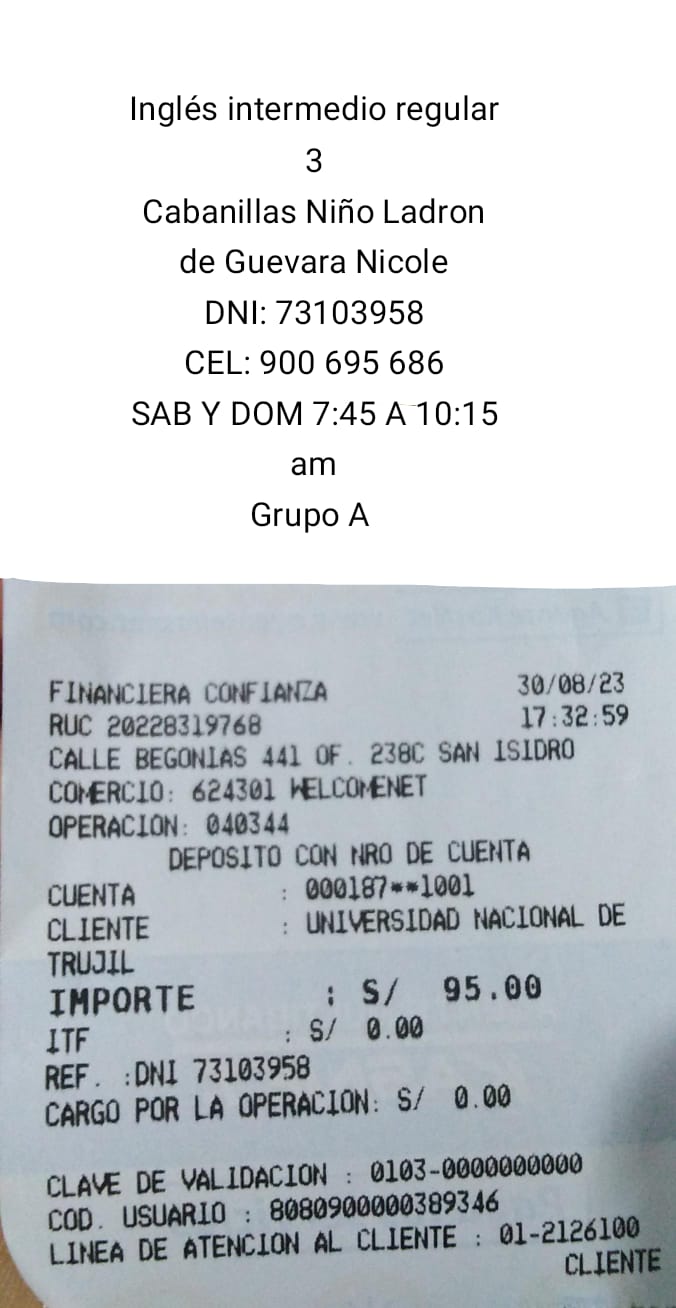 Inglés intermedio regular
3
Cabanillas Niño Ladron
de Guevara Nicole
DNI: 73103958
CEL: 900 695 686
SAB Y DOM 7:45 A 10:15
am
Grupo A
FINANCIERA CONFIANZA 30/08/23
RUC 20228319768 17:32:59
CALLE BEGONIAS 441 OF. 238C SAN ISIDRO
COMERCIO: 624301 WELCOMENET
OPERACION: 040344
DEPOSITO CON NRO DE CUENTA
CUENTA : 000187**1001
CLIENTE : UNIVERSIDAD NACIONAL DE
TRUJIL
IMPORTE : S/ 95.00
ITF : S/ 0.00
REF. :DNI 73103958
CARGO POR LA OPERACION: S/ 0.00
CLAVE DE VALIDACION : 0103-0000000000
COD. USUARIO : 8080900000389346
LINEA DE ATENCION AL CLIENTE : 01-2126100
CLIENTE